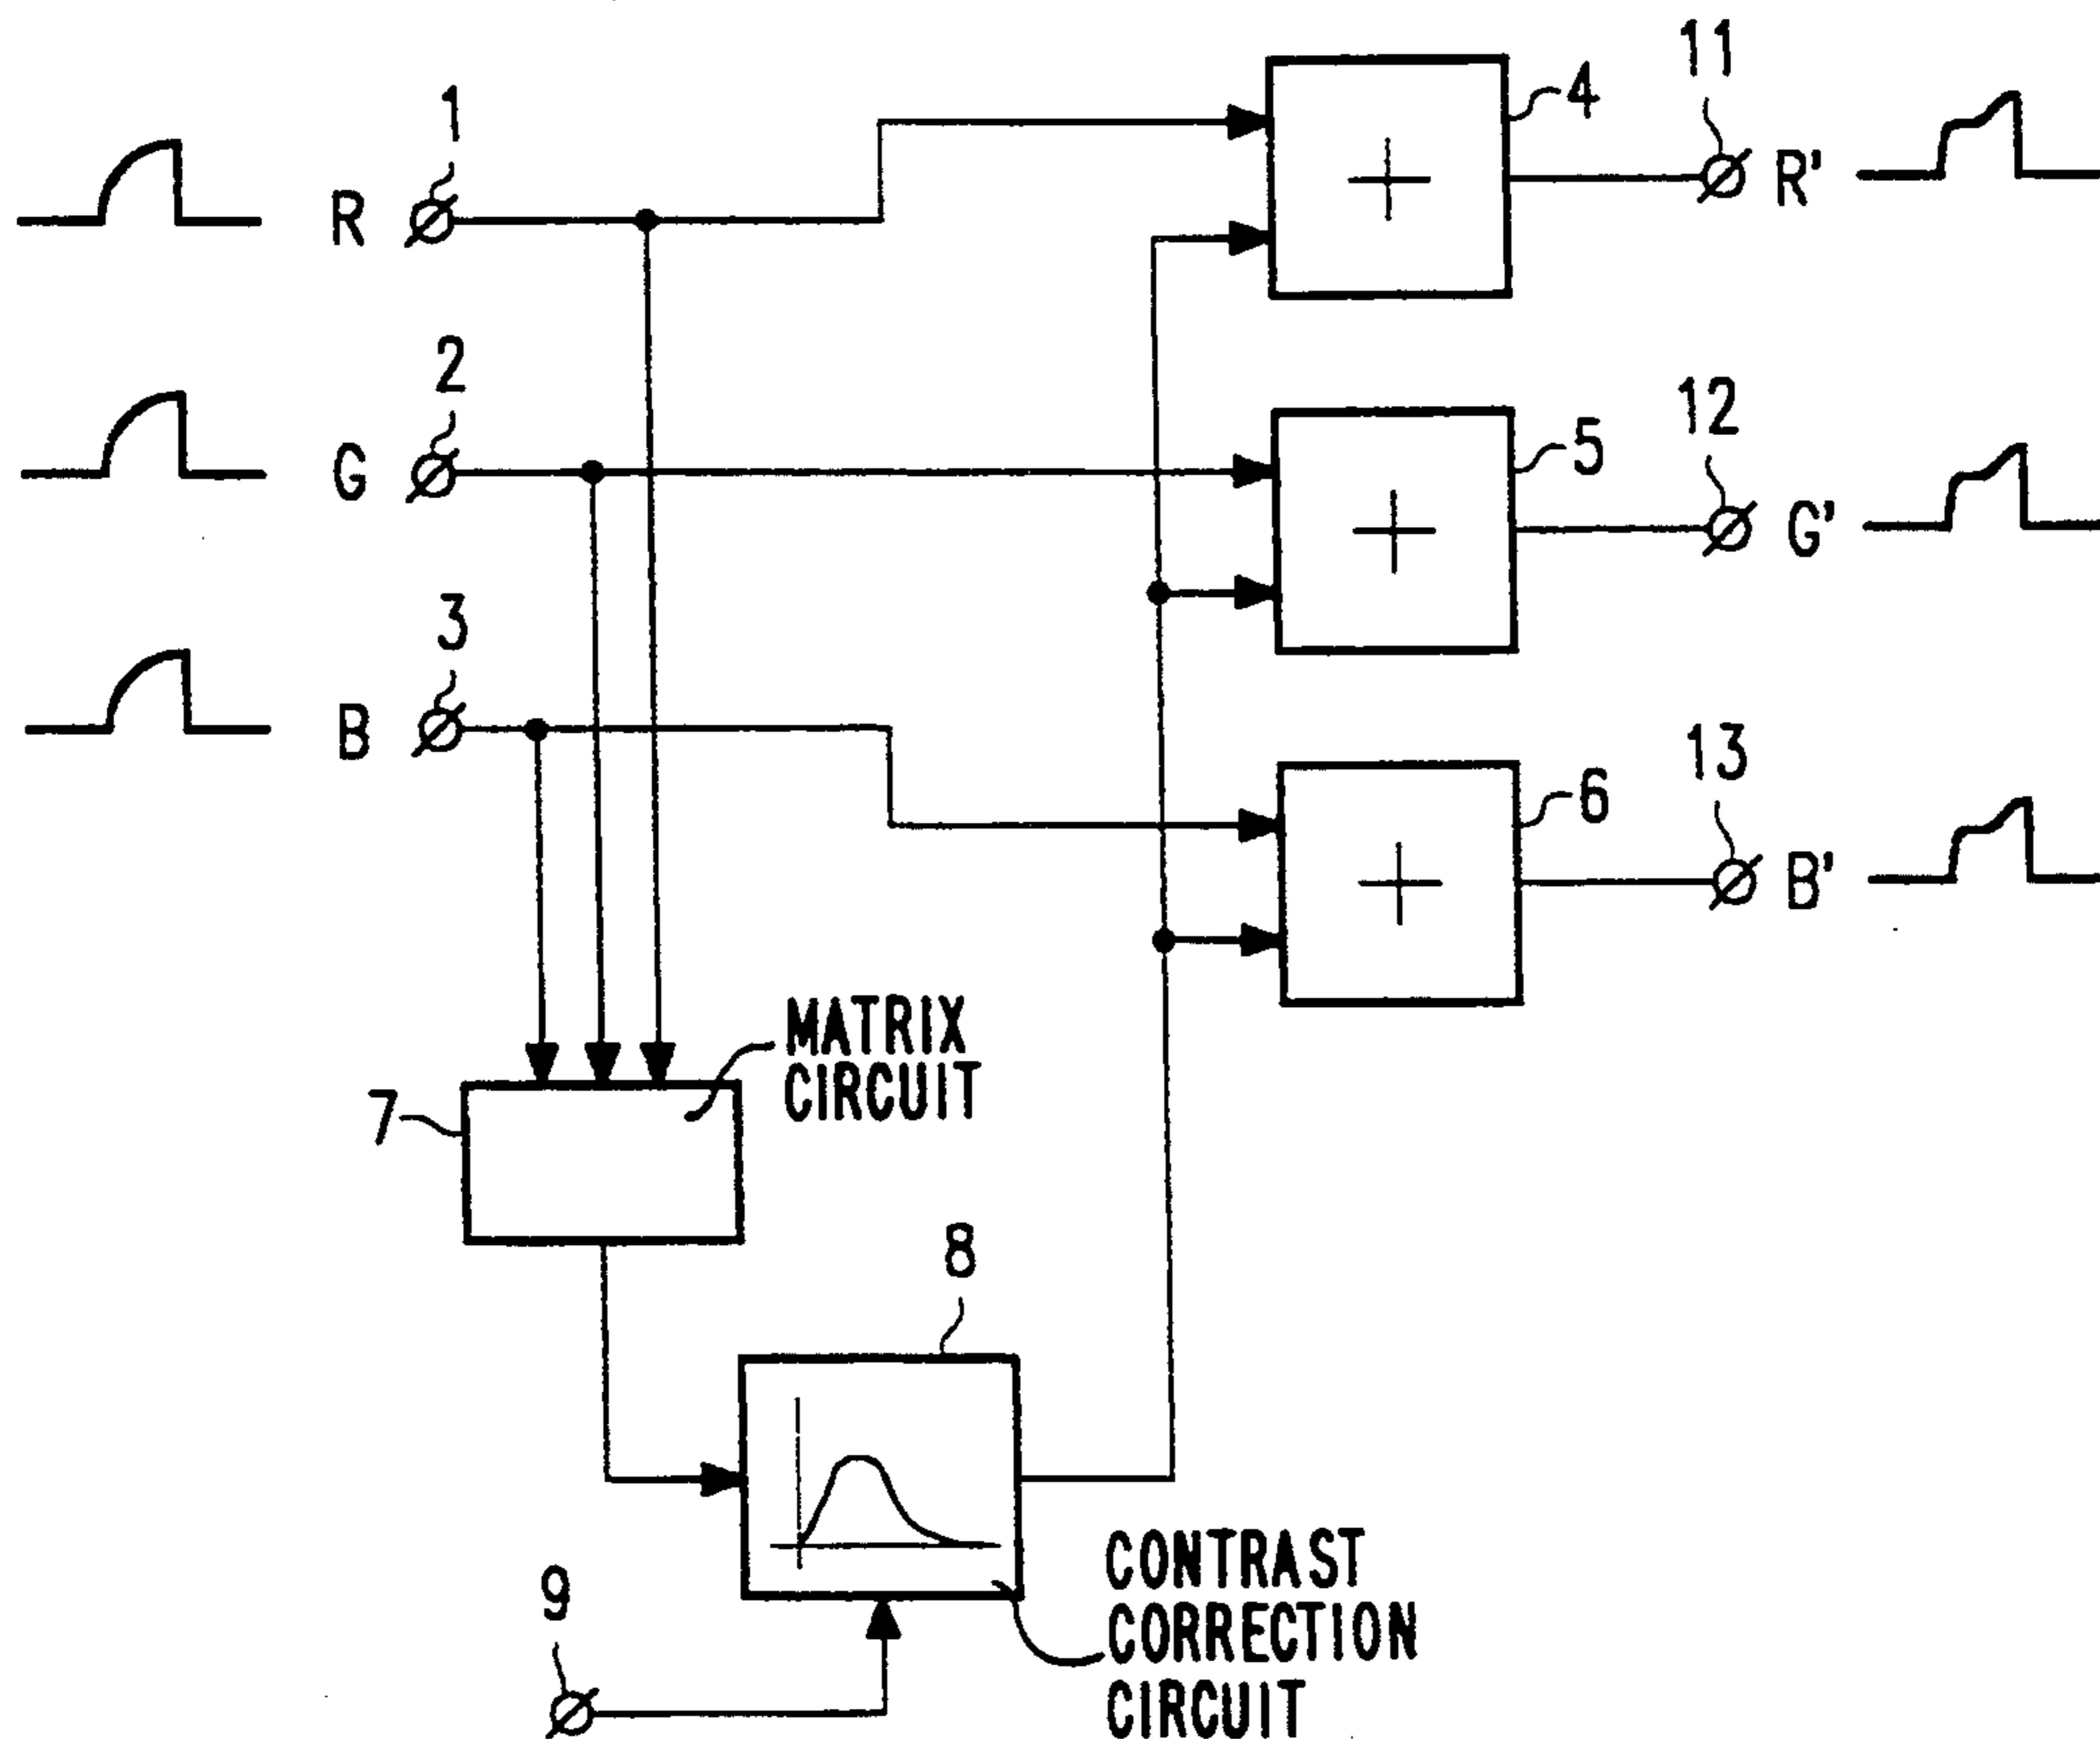 11
4
1
R
R'
2
12
5
G
G'
3
13
6
B
B'
MATRIX
CIRCUIT
7
8
CONTRAST
CORRECTION
CIRCUIT
9